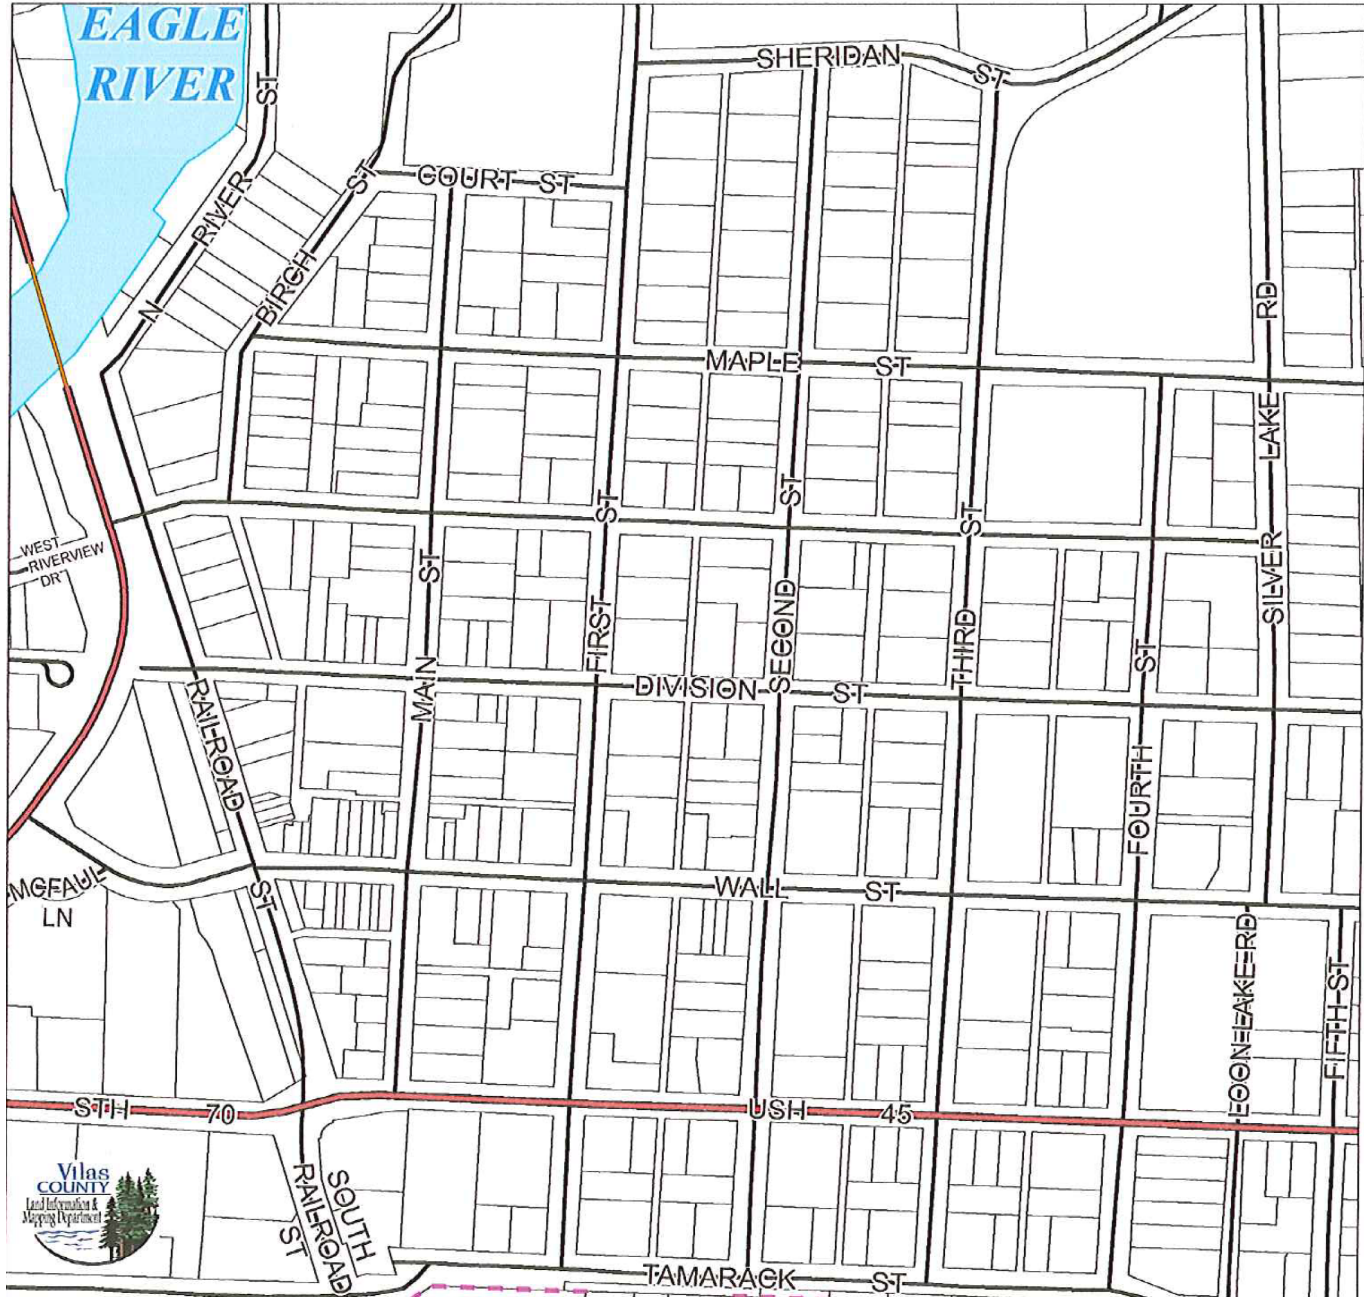 EAGLE
RIVER
N RIVER ST
BIRCH ST
COURT ST
SHERIDAN ST
MAPLE ST
SILVER LAKE RD
WEST
RIVERVIEW
DR
MAIN ST
FIRST ST
SECOND ST
THIRD ST
FOURTH ST
DIVISION ST
RAILROAD ST
MCFAUL
LN
WALL ST
LOON LAKE RD
FIFTH ST
STH 70
USH 45
Vilas
COUNTY
Land Information &
Mapping Department
SOUTH
RAILROAD
ST
TAMARACK ST